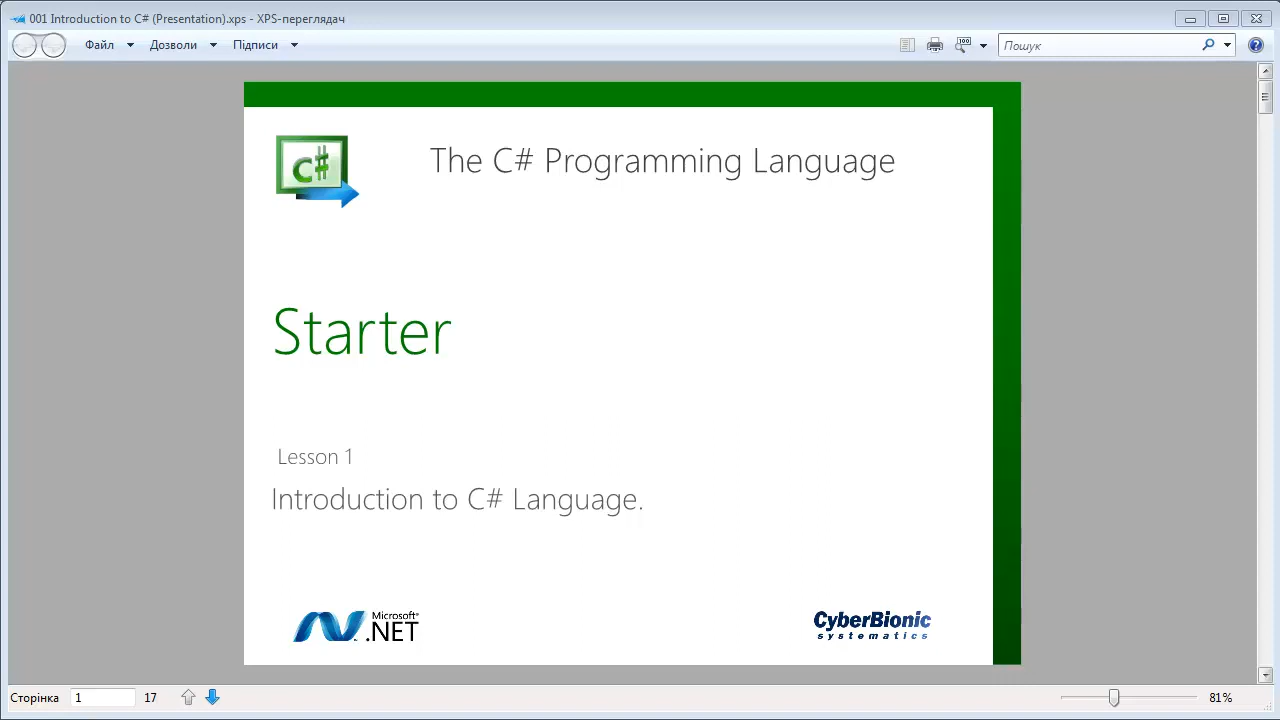 001 Introduction to C# (Presentation).xps - XPS-переглядач
Файл Дозволи Підписи
100
Пошук
C#
The C# Programming Language
Starter
Lesson 1
Introduction to C# Language.
Microsoft®
.NET
CyberBionic
systematics
Сторінка 1 17 81%